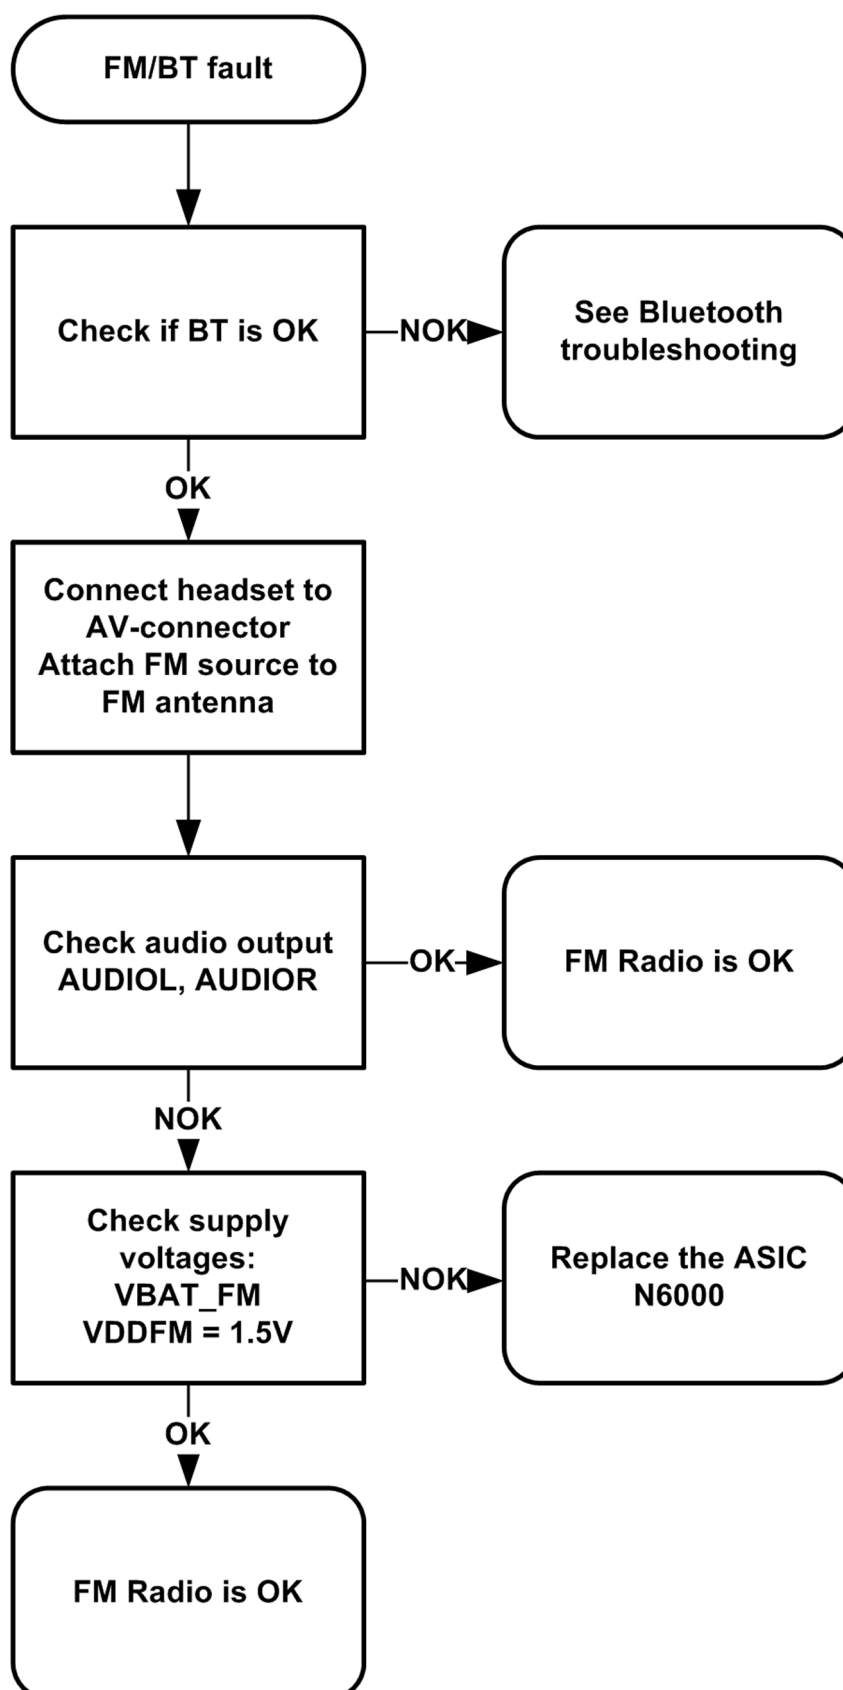 FM/BT fault
Check if BT is OK
NOK
See Bluetooth
troubleshooting
OK
Connect headset to
AV-connector
Attach FM source to
FM antenna
Check audio output
AUDIOL, AUDIOR
OK
FM Radio is OK
NOK
Check supply
voltages:
VBAT_FM
VDDFM = 1.5V
NOK
Replace the ASIC
N6000
OK
FM Radio is OK